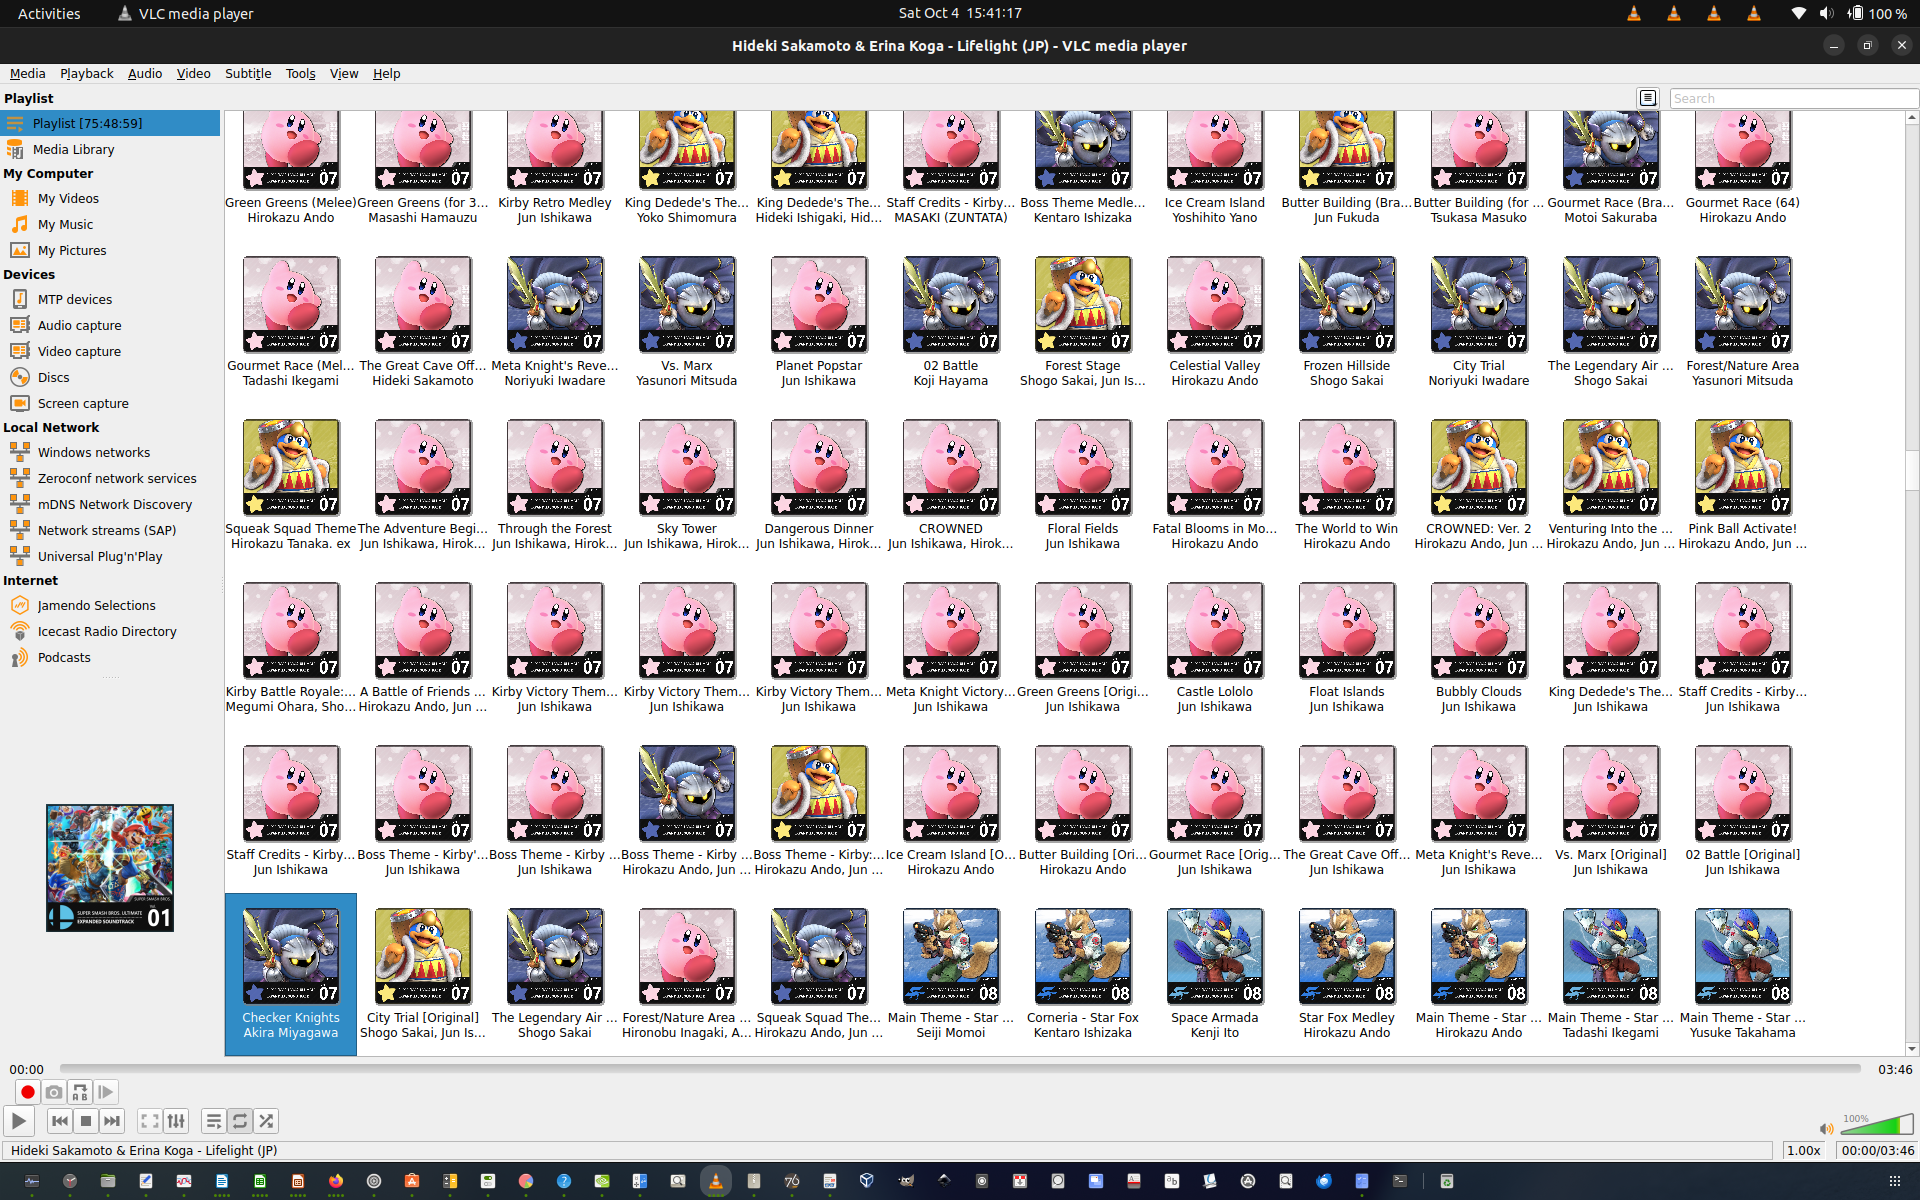 Activities
VLC media player
Sat Oct 4  15:41:17
100 %
Hideki Sakamoto & Erina Koga - Lifelight (JP) - VLC media player
Media Playback Audio Video Subtitle Tools View Help
Playlist
Search
Playlist [75:48:59]
Media Library
My Computer
My Videos
My Music
My Pictures
Devices
MTP devices
Audio capture
Video capture
Discs
Screen capture
Local Network
Windows networks
Zeroconf network services
mDNS Network Discovery
Network streams (SAP)
Universal Plug'n'Play
Internet
Jamendo Selections
Icecast Radio Directory
Podcasts
SUPER SMASH BROS. ULTIMATE
EXPANDED SOUNDTRACK
01
07 07 07 07 07 07 07 07 07 07 07 07
Green Greens (Melee) Green Greens (for 3... Kirby Retro Medley King Dedede's The... King Dedede's The... Staff Credits - Kirby... Boss Theme Medle... Ice Cream Island Butter Building (Bra... Butter Building (for ... Gourmet Race (Bra... Gourmet Race (64)
Hirokazu Ando Masashi Hamauzu Jun Ishikawa Yoko Shimomura Hideki Ishigaki, Hid... MASAKI (ZUNTATA) Kentaro Ishizaka Yoshihito Yano Jun Fukuda Tsukasa Masuko Motoi Sakuraba Hirokazu Ando
07 07 07 07 07 07 07 07 07 07 07 07
Gourmet Race (Mel... The Great Cave Off... Meta Knight's Reve... Vs. Marx Planet Popstar 02 Battle Forest Stage Celestial Valley Frozen Hillside City Trial The Legendary Air ... Forest/Nature Area
Tadashi Ikegami Hideki Sakamoto Noriyuki Iwadare Yasunori Mitsuda Jun Ishikawa Koji Hayama Shogo Sakai, Jun Is... Hirokazu Ando Shogo Sakai Noriyuki Iwadare Shogo Sakai Yasunori Mitsuda
07 07 07 07 07 07 07 07 07 07 07 07
Squeak Squad Theme The Adventure Begi... Through the Forest Sky Tower Dangerous Dinner CROWNED Floral Fields Fatal Blooms in Mo... The World to Win CROWNED: Ver. 2 Venturing Into the ... Pink Ball Activate!
Hirokazu Tanaka. ex Jun Ishikawa, Hirok... Jun Ishikawa, Hirok... Jun Ishikawa, Hirok... Jun Ishikawa, Hirok... Jun Ishikawa, Hirok... Jun Ishikawa Hirokazu Ando Hirokazu Ando Hirokazu Ando, Jun ... Hirokazu Ando, Jun ... Hirokazu Ando, Jun ...
07 07 07 07 07 07 07 07 07 07 07 07
Kirby Battle Royale:... A Battle of Friends ... Kirby Victory Them... Kirby Victory Them... Kirby Victory Them... Meta Knight Victory... Green Greens [Origi... Castle Lololo Float Islands Bubbly Clouds King Dedede's The... Staff Credits - Kirby...
Megumi Ohara, Sho... Hirokazu Ando, Jun ... Jun Ishikawa Jun Ishikawa Jun Ishikawa Jun Ishikawa Jun Ishikawa Jun Ishikawa Jun Ishikawa Jun Ishikawa Jun Ishikawa Jun Ishikawa
07 07 07 07 07 07 07 07 07 07 07 07
Staff Credits - Kirby... Boss Theme - Kirby'... Boss Theme - Kirby ... Boss Theme - Kirby ... Boss Theme - Kirby:... Ice Cream Island [O... Butter Building [Ori... Gourmet Race [Orig... The Great Cave Off... Meta Knight's Reve... Vs. Marx [Original] 02 Battle [Original]
Jun Ishikawa Jun Ishikawa Jun Ishikawa Hirokazu Ando, Jun ... Hirokazu Ando, Jun ... Hirokazu Ando Hirokazu Ando Jun Ishikawa Jun Ishikawa Jun Ishikawa Jun Ishikawa Jun Ishikawa
07 07 07 07 07 08 08 08 08 08 08 08
Checker Knights City Trial [Original] The Legendary Air ... Forest/Nature Area ... Squeak Squad The... Main Theme - Star ... Corneria - Star Fox Space Armada Star Fox Medley Main Theme - Star ... Main Theme - Star ... Main Theme - Star ...
Akira Miyagawa Shogo Sakai, Jun Is... Shogo Sakai Hironobu Inagaki, A... Hirokazu Ando, Jun ... Seiji Momoi Kentaro Ishizaka Kenji Ito Hirokazu Ando Hirokazu Ando Tadashi Ikegami Yusuke Takahama
00:00
03:46
100%
Hideki Sakamoto & Erina Koga - Lifelight (JP)
1.00x
00:00/03:46